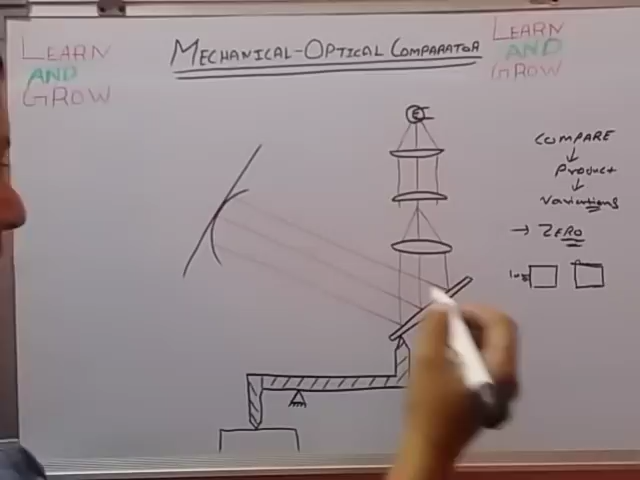 LEARN
AND
GROW
MECHANICAL-OPTICAL COMPARATOR
LEARN
AND
GROW
COMPARE
↓
Product
↓
Variations
→ ZERO